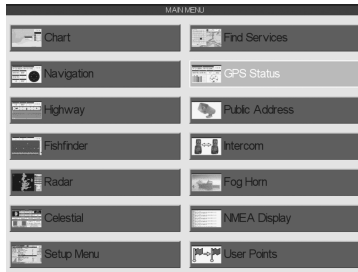 MAIN MENU
Chart
Find Services
Navigation
GPS Status
Highway
Public Address
Fishfinder
Intercom
Radar
Fog Horn
Celestial
NMEA Display
Setup Menu
User Points